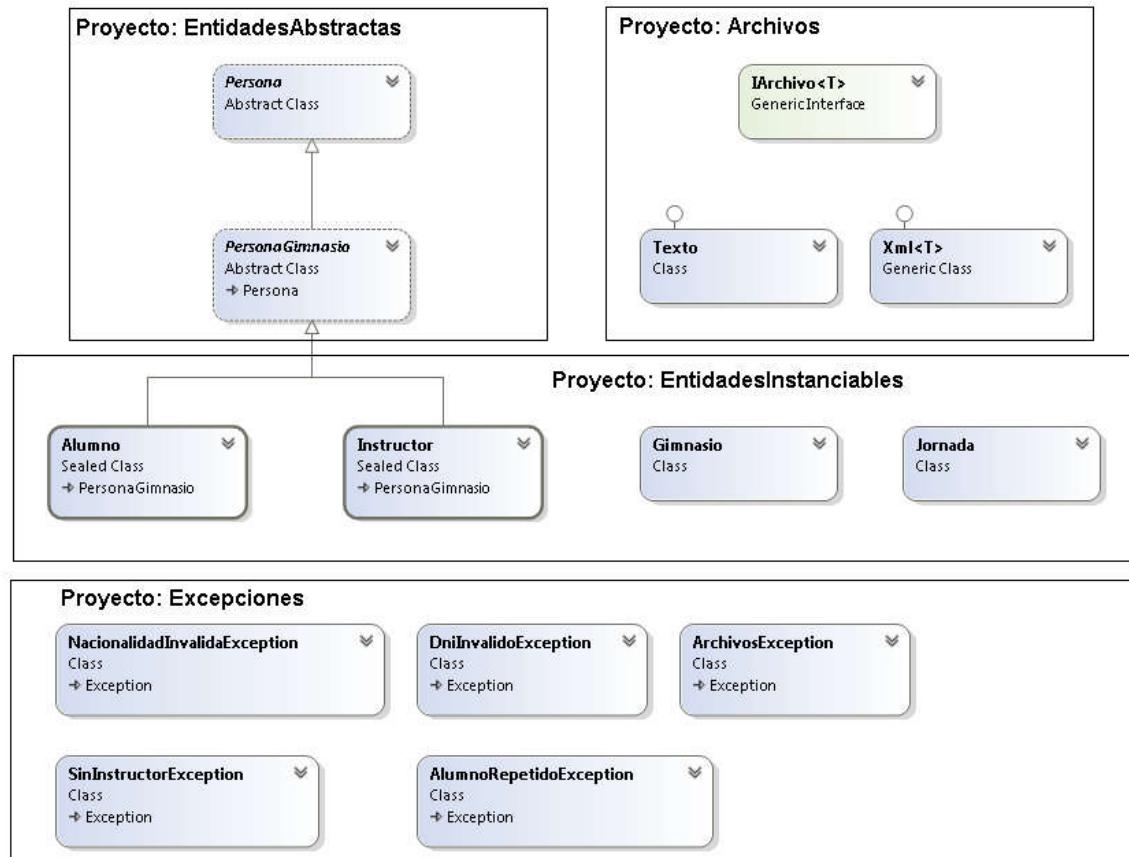 Proyecto: EntidadesAbstractas
Persona
Abstract Class
PersonaGimnasio
Abstract Class
Persona
Proyecto: Archivos
IArchivo<T>
Generic Interface
Texto
Class
Xml<T>
Generic Class
Proyecto: EntidadesInstanciables
Alumno
Sealed Class
PersonaGimnasio
Instructor
Sealed Class
PersonaGimnasio
Gimnasio
Class
Jornada
Class
Proyecto: Excepciones
NacionalidadInvalidaException
Class
Exception
DniInvalidoException
Class
Exception
ArchivosException
Class
Exception
SinInstructorException
Class
Exception
AlumnoRepetidoException
Class
Exception